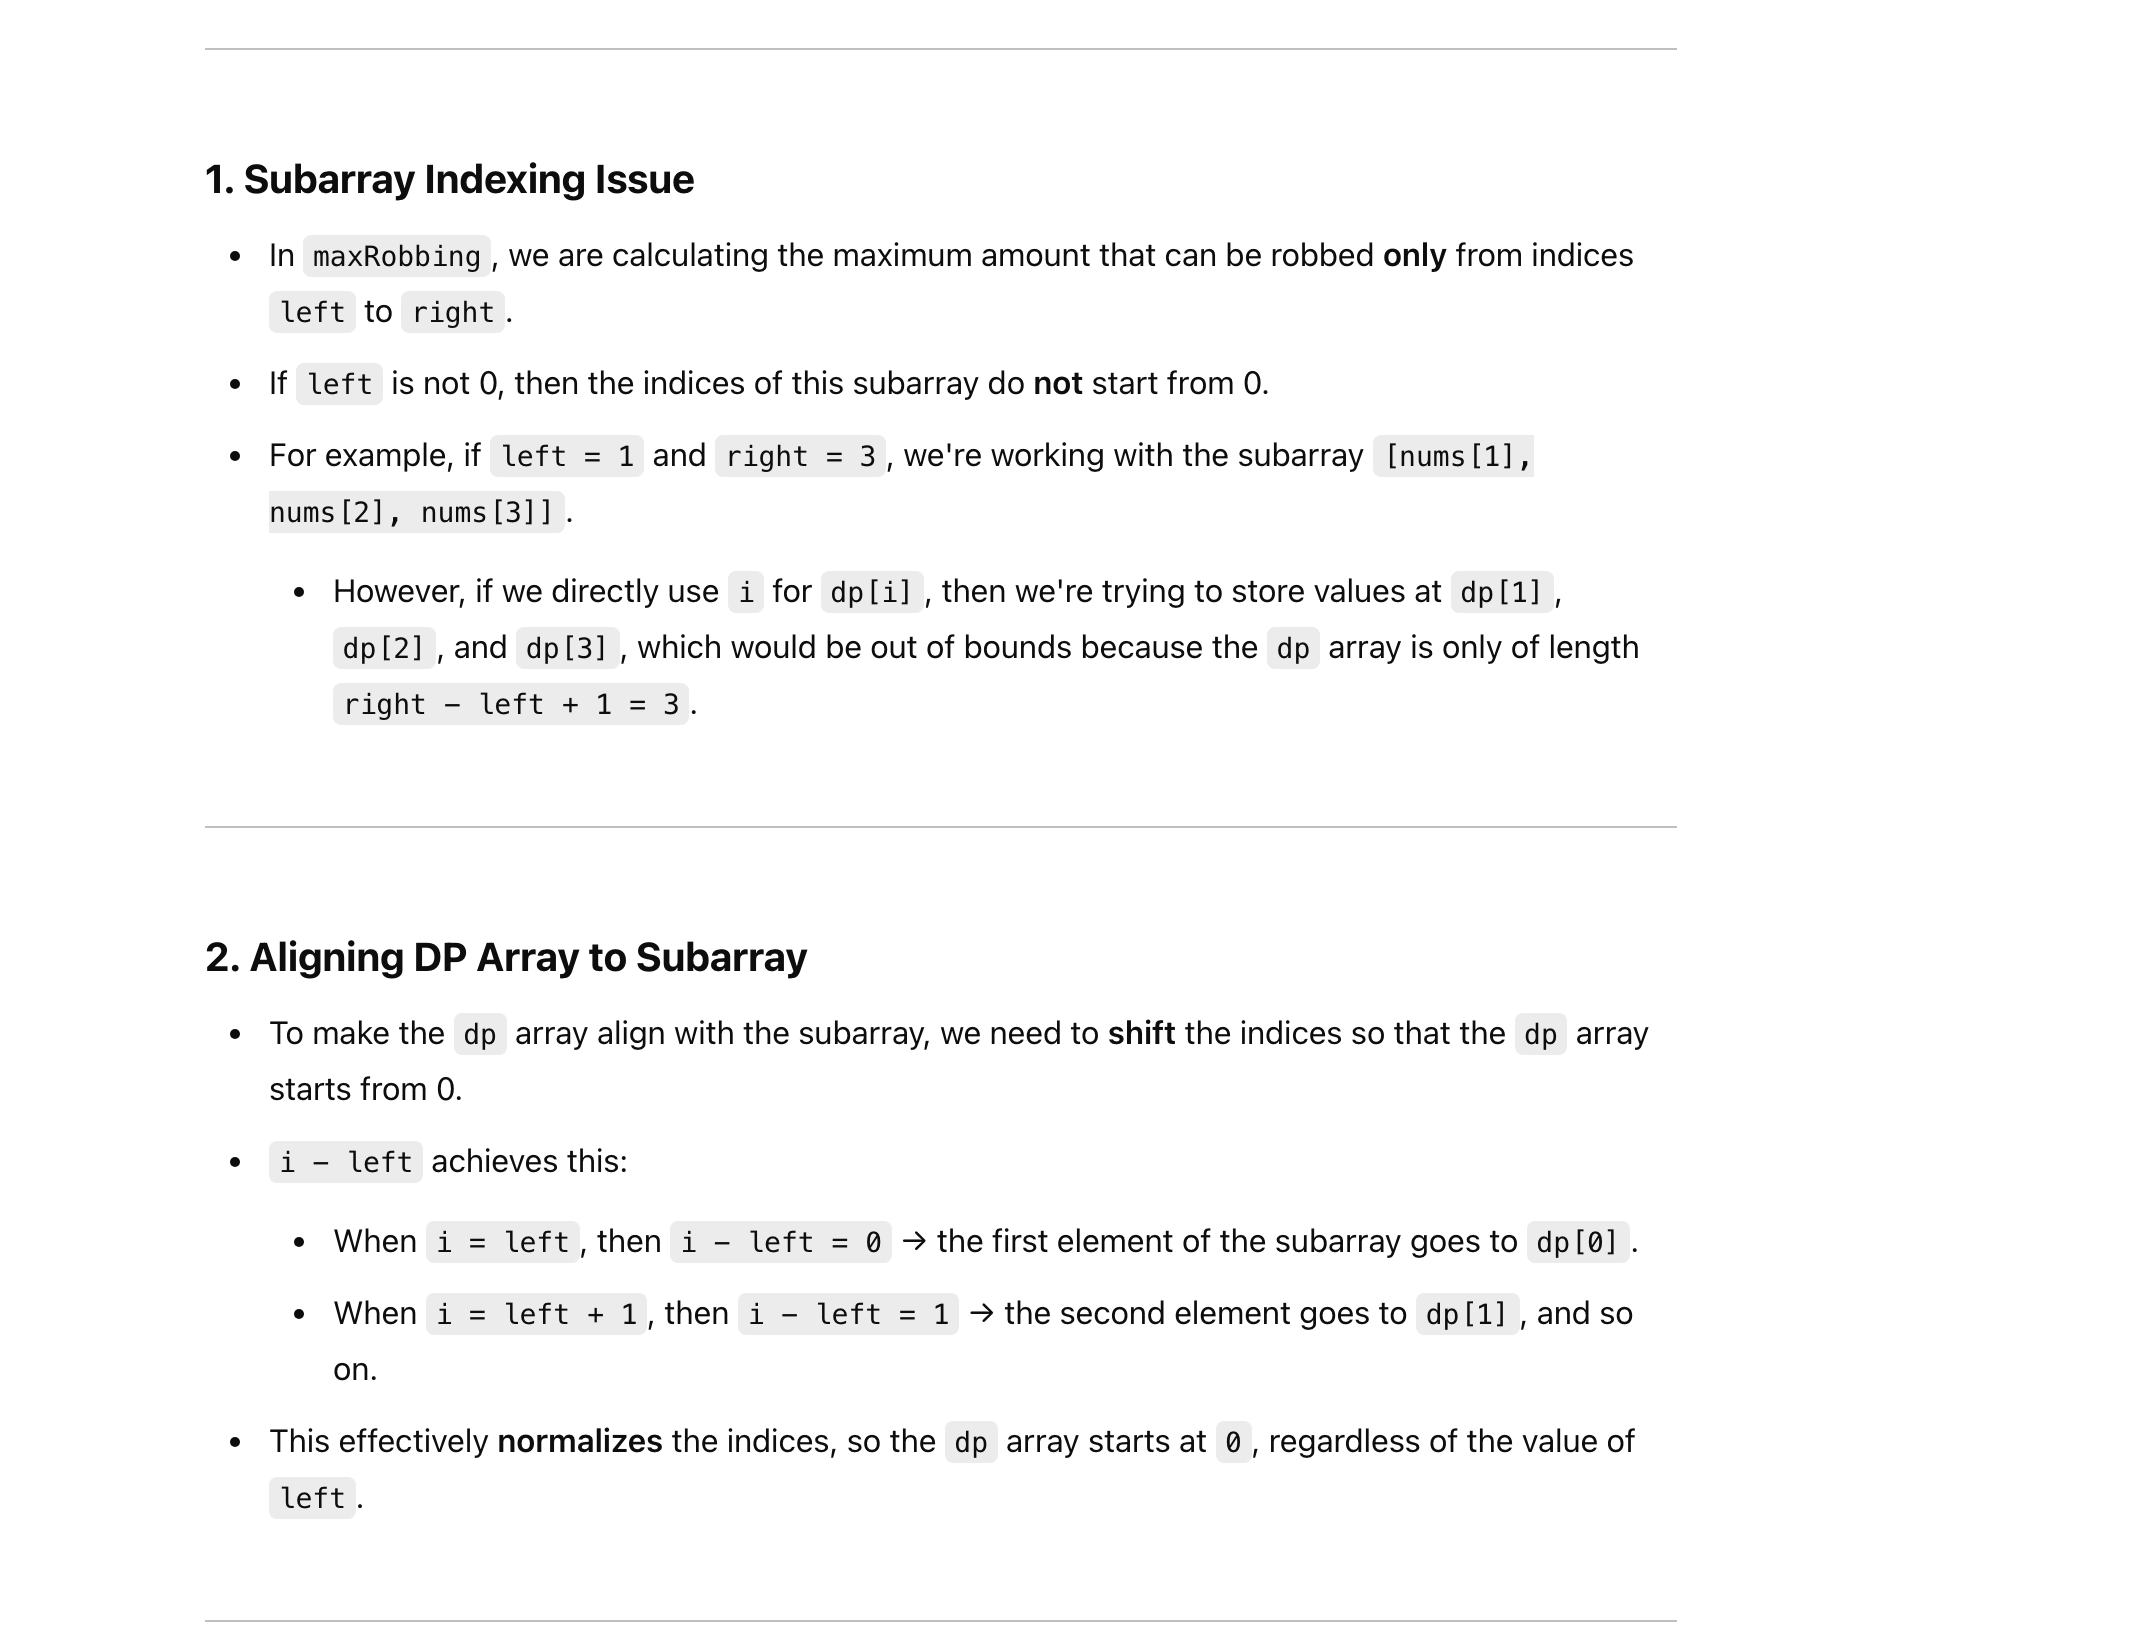 1. Subarray Indexing Issue
• In maxRobbing, we are calculating the maximum amount that can be robbed only from indices
left to right.
• If left is not 0, then the indices of this subarray do not start from 0.
• For example, if left = 1 and right = 3, we're working with the subarray [nums[1],
nums[2], nums[3]].
• However, if we directly use i for dp[i], then we're trying to store values at dp[1],
dp[2], and dp[3], which would be out of bounds because the dp array is only of length
right - left + 1 = 3.
2. Aligning DP Array to Subarray
• To make the dp array align with the subarray, we need to shift the indices so that the dp array
starts from 0.
• i - left achieves this:
• When i = left, then i - left = 0 → the first element of the subarray goes to dp[0].
• When i = left + 1, then i - left = 1 → the second element goes to dp[1], and so
on.
• This effectively normalizes the indices, so the dp array starts at 0, regardless of the value of
left.